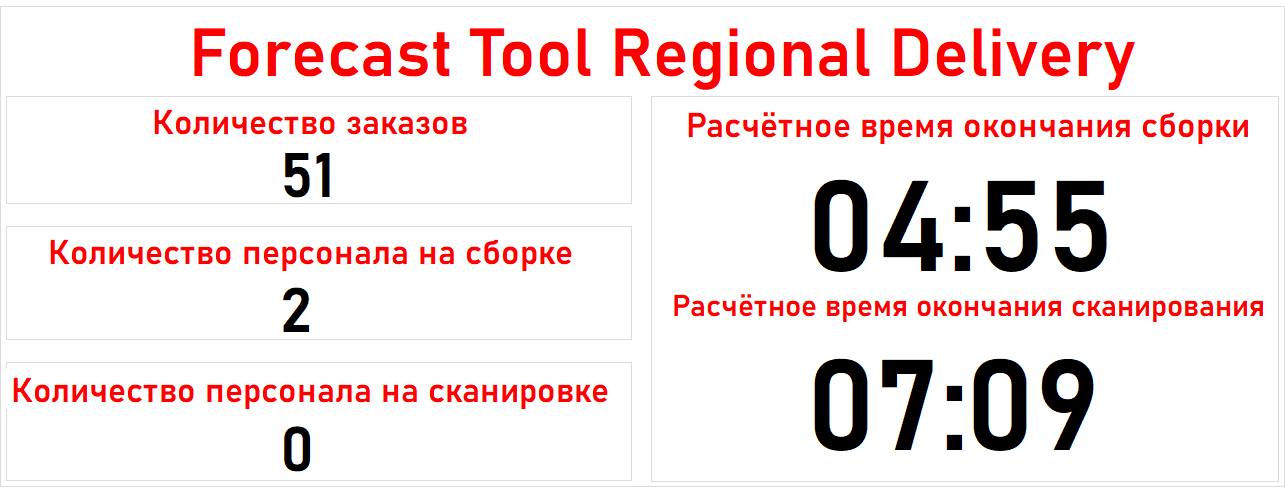 Forecast Tool Regional Delivery
Количество заказов
51
Количество персонала на сборке
2
Количество персонала на сканировке
0
Расчётное время окончания сборки
04:55
Расчётное время окончания сканирования
07:09